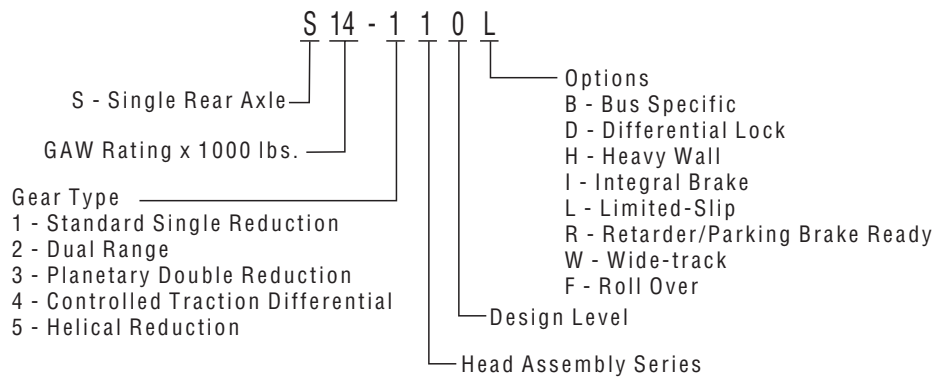 S 14 - 1 1 0 L
S - Single Rear Axle
GAW Rating x 1000 lbs.
Gear Type
1 - Standard Single Reduction
2 - Dual Range
3 - Planetary Double Reduction
4 - Controlled Traction Differential
5 - Helical Reduction
Options
B - Bus Specific
D - Differential Lock
H - Heavy Wall
I - Integral Brake
L - Limited-Slip
R - Retarder/Parking Brake Ready
W - Wide-track
F - Roll Over
Design Level
Head Assembly Series